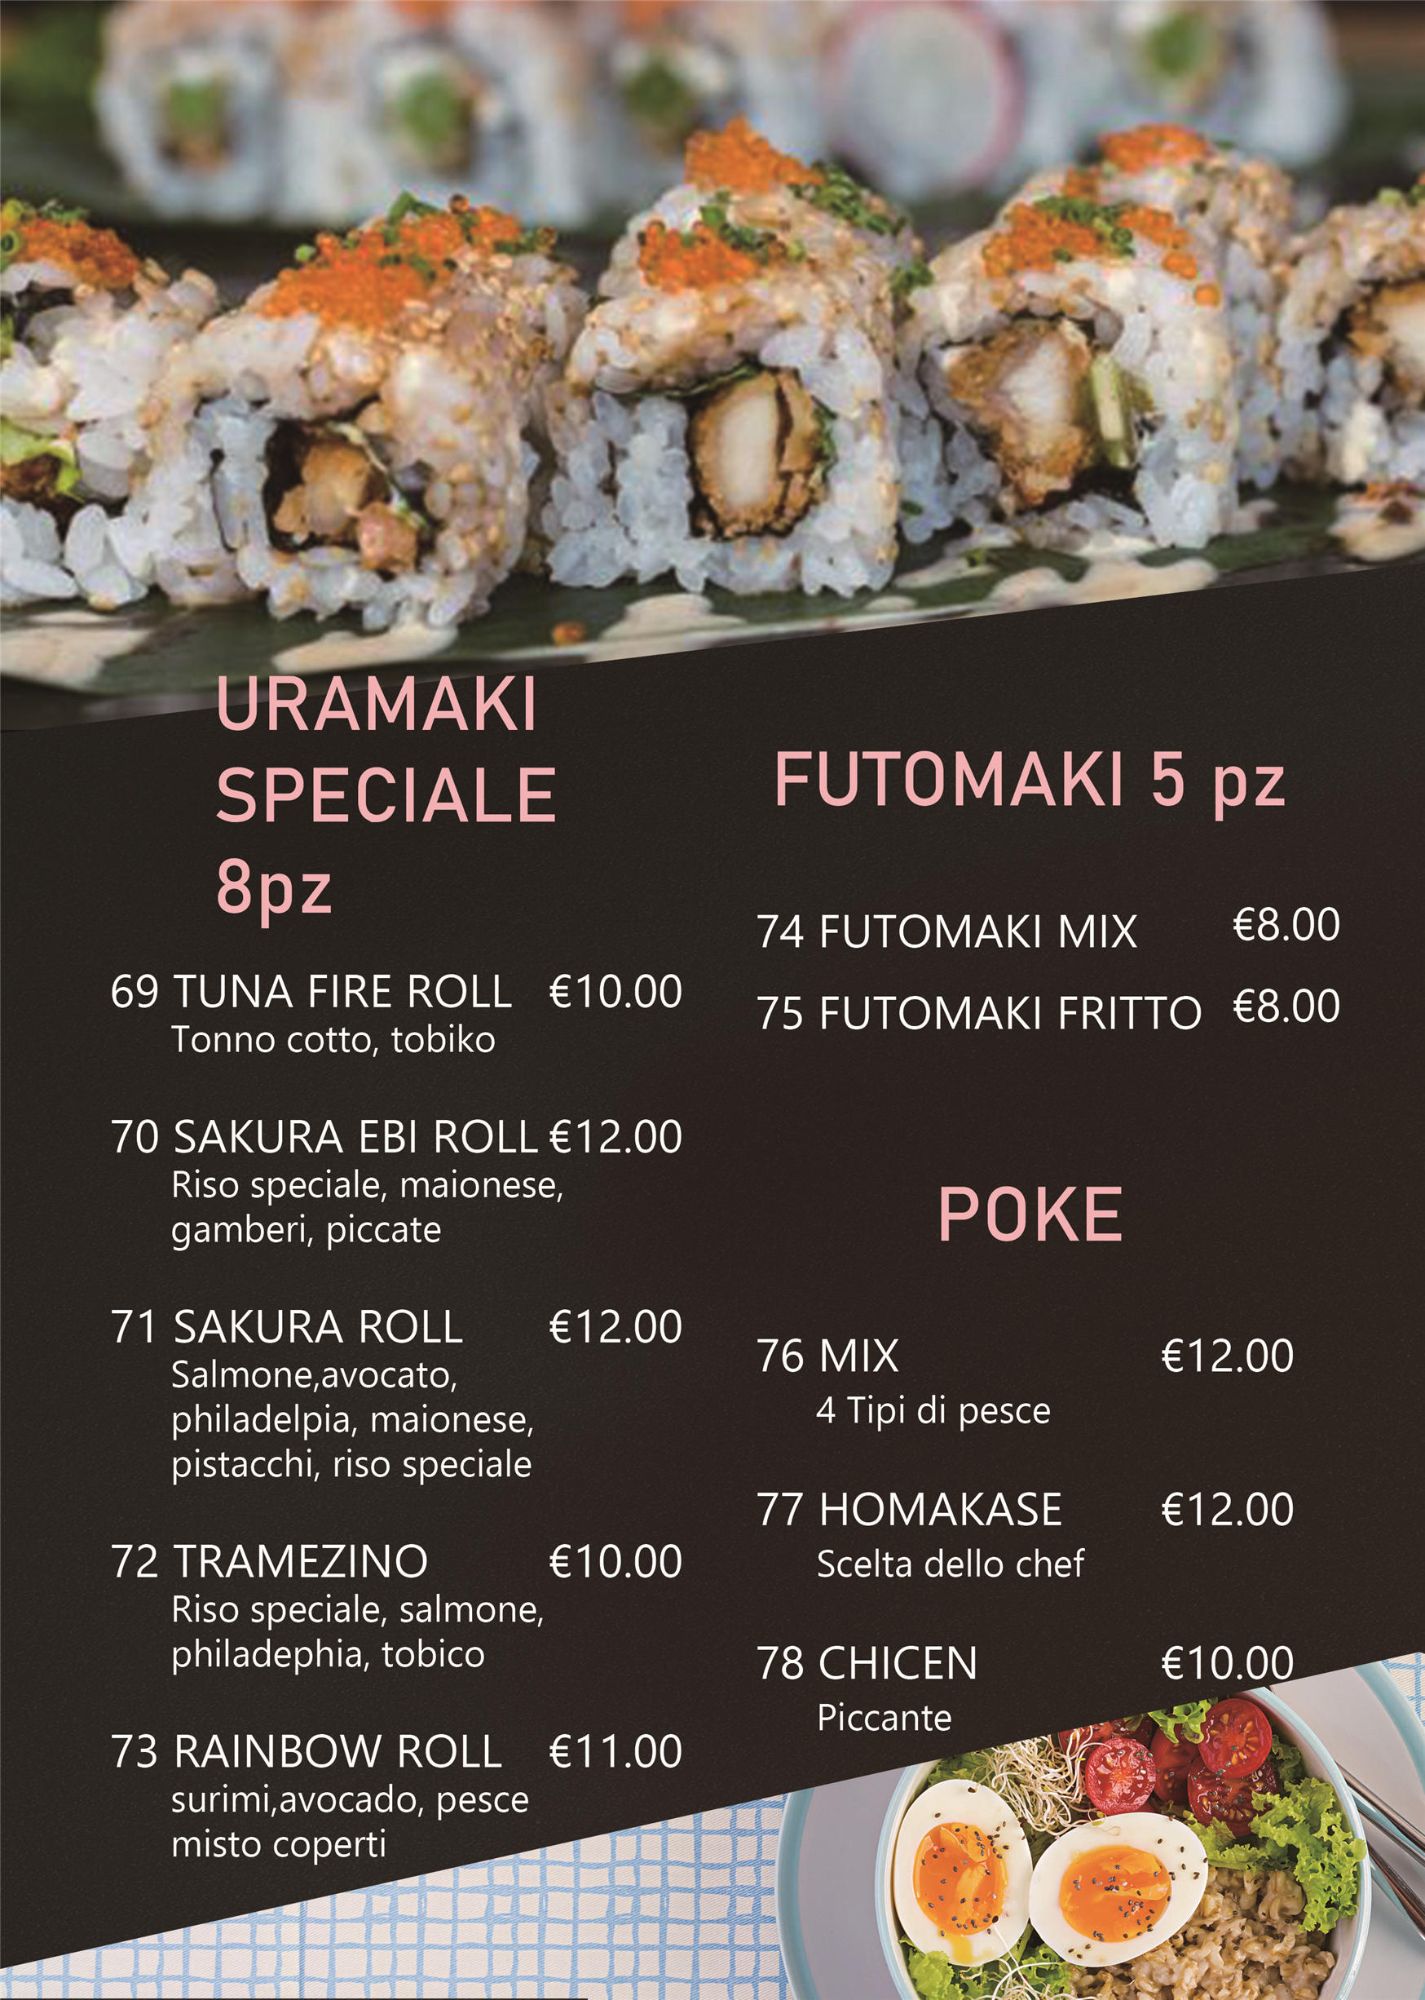 URAMAKI
SPECIALE
8pz
69 TUNA FIRE ROLL €10.00
Tonno cotto, tobiko
70 SAKURA EBI ROLL €12.00
Riso speciale, maionese,
gamberi, piccate
71 SAKURA ROLL €12.00
Salmone,avocato,
philadelpia, maionese,
pistacchi, riso speciale
72 TRAMEZINO €10.00
Riso speciale, salmone,
philadephia, tobico
73 RAINBOW ROLL €11.00
surimi,avocado, pesce
misto coperti
FUTOMAKI 5 pz
74 FUTOMAKI MIX €8.00
75 FUTOMAKI FRITTO €8.00
POKE
76 MIX €12.00
4 Tipi di pesce
77 HOMAKASE €12.00
Scelta dello chef
78 CHICEN €10.00
Piccante